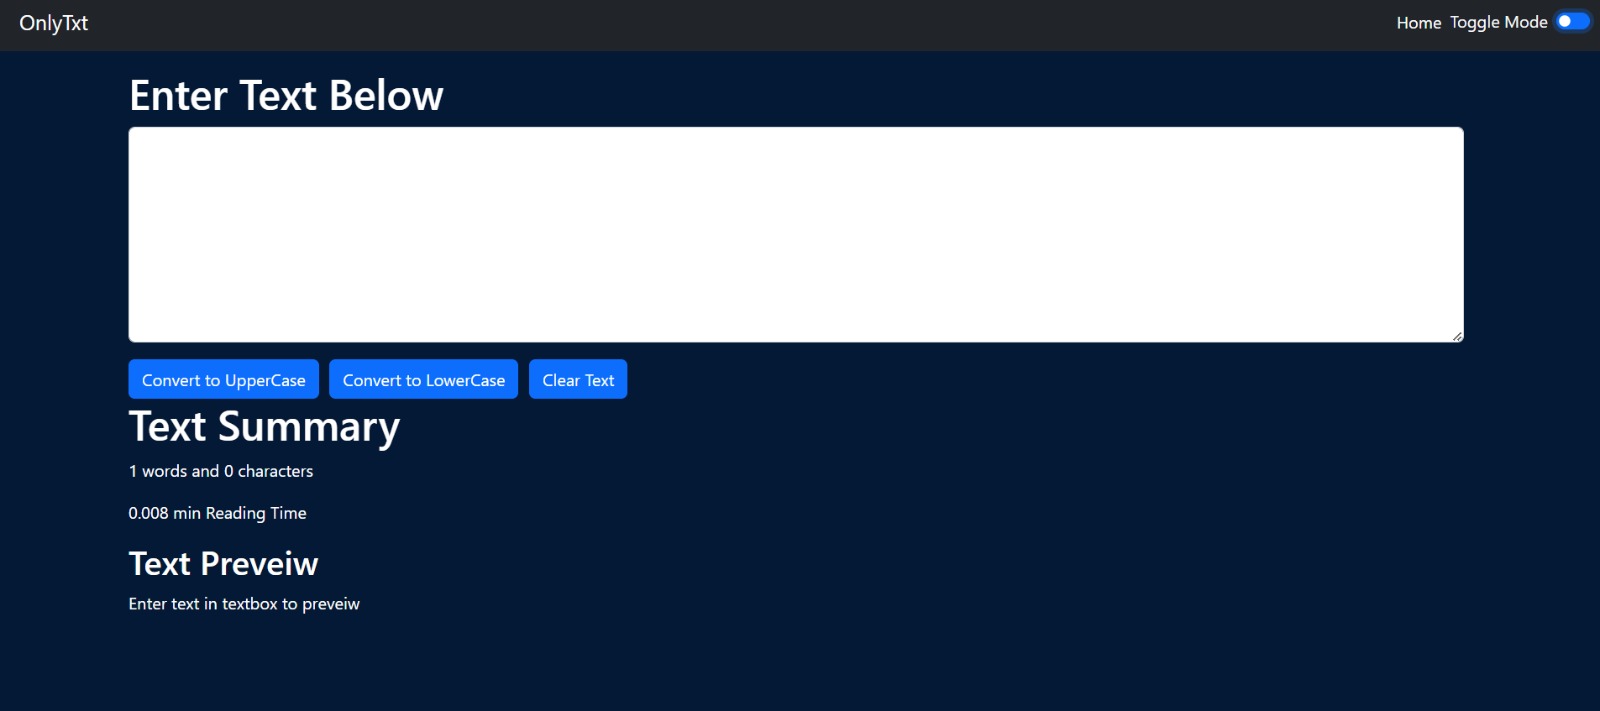 OnlyTxt
Home Toggle Mode
Enter Text Below
Convert to UpperCase Convert to LowerCase Clear Text
Text Summary
1 words and 0 characters
0.008 min Reading Time
Text Preveiw
Enter text in textbox to preveiw